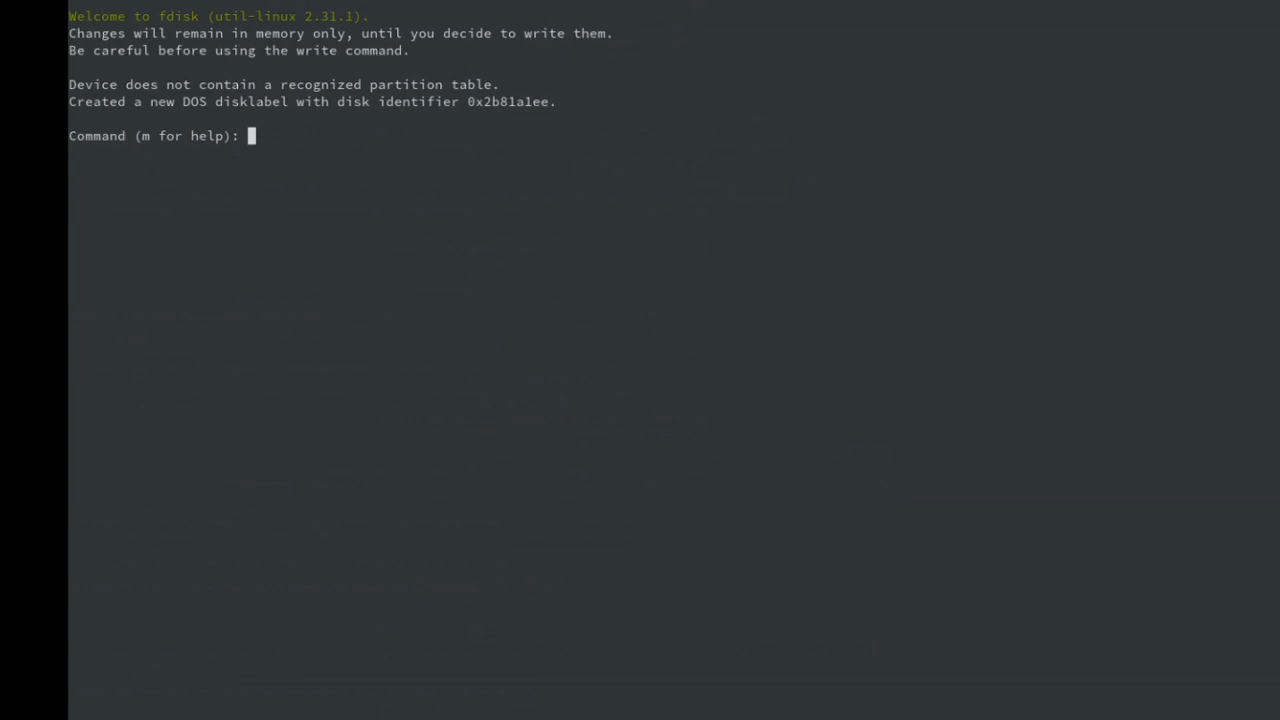 Welcome to fdisk (util-linux 2.31.1).
Changes will remain in memory only, until you decide to write them.
Be careful before using the write command.
Device does not contain a recognized partition table.
Created a new DOS disklabel with disk identifier 0x2b81a1ee.
Command (m for help):